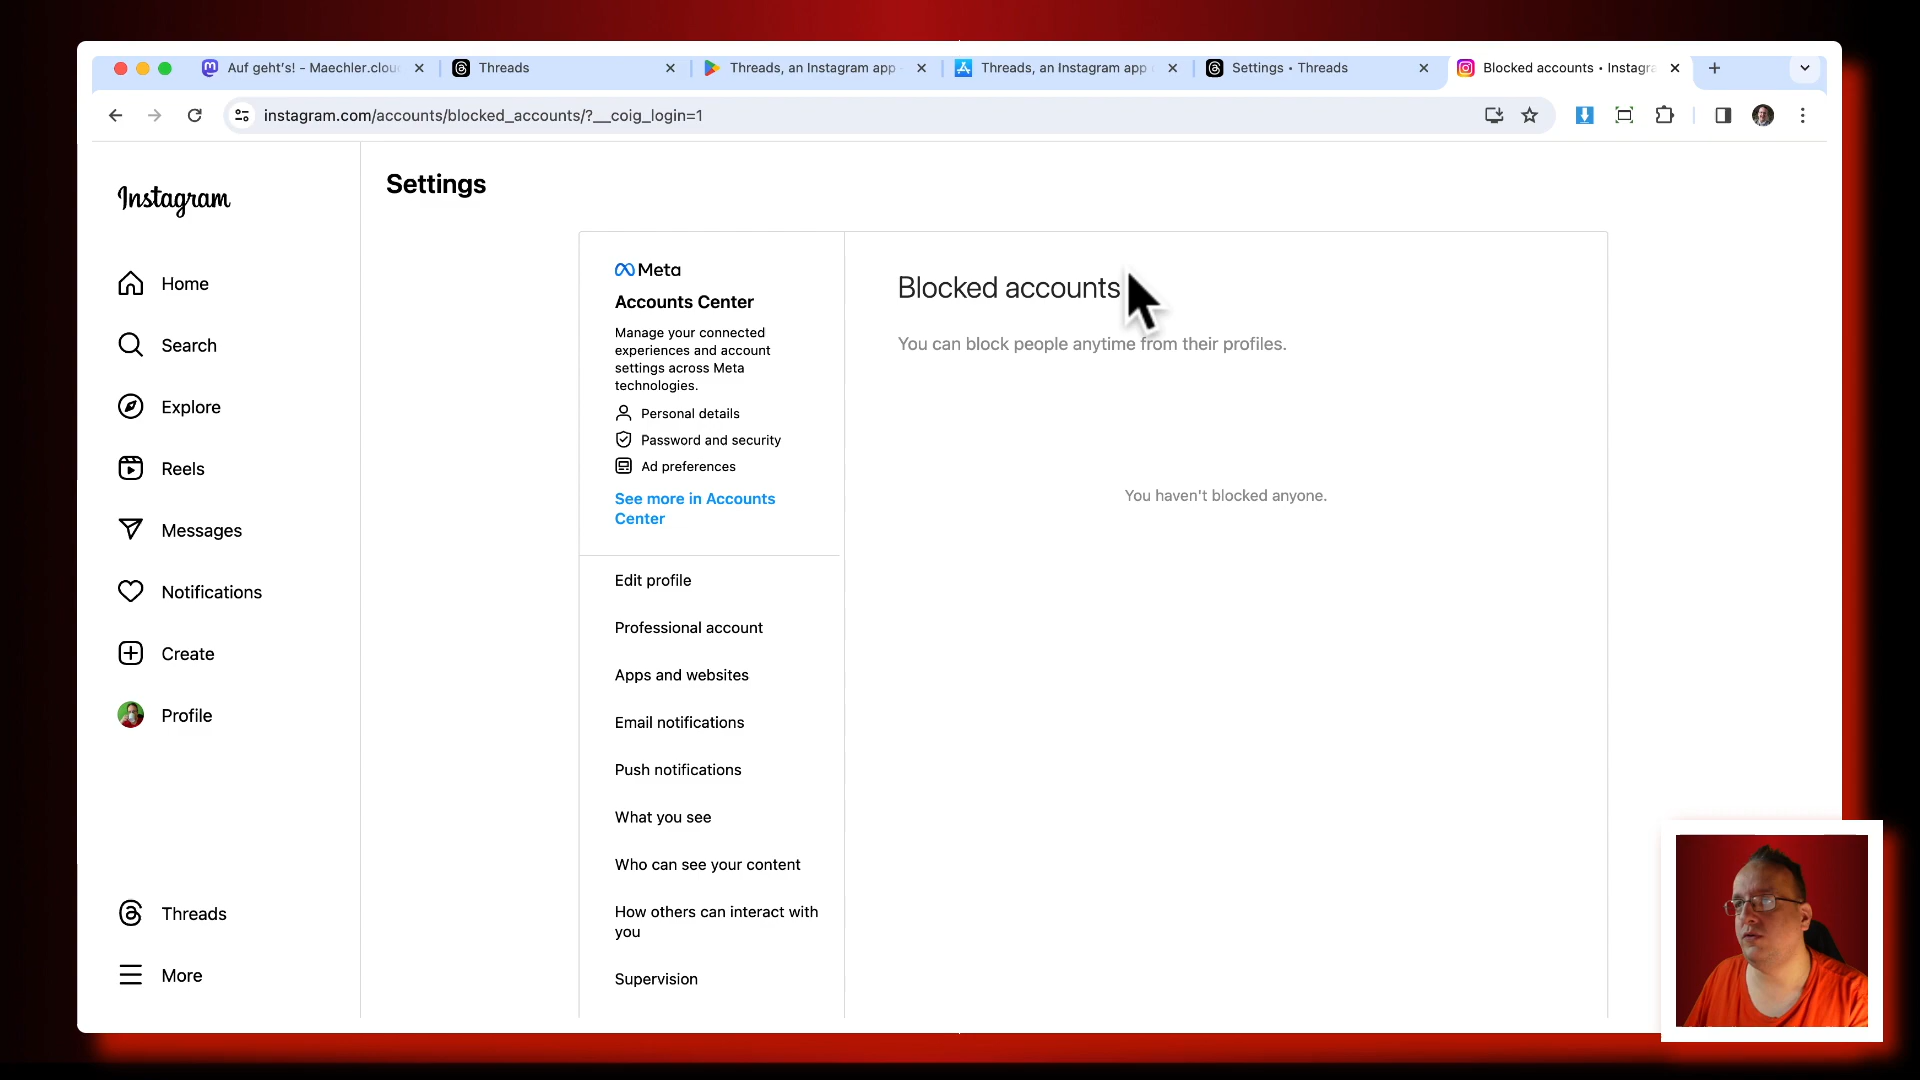 Auf geht's! - Maechler.clou
Threads
Threads, an Instagram app
Threads, an Instagram app
Settings • Threads
Blocked accounts • Instagra
instagram.com/accounts/blocked_accounts/?__coig_login=1
Instagram
Home
Search
Explore
Reels
Messages
Notifications
Create
Profile
Threads
More
Settings
Meta
Accounts Center
Manage your connected
experiences and account
settings across Meta
technologies.
Personal details
Password and security
Ad preferences
See more in Accounts
Center
Edit profile
Professional account
Apps and websites
Email notifications
Push notifications
What you see
Who can see your content
How others can interact with
you
Supervision
Blocked accounts
You can block people anytime from their profiles.
You haven't blocked anyone.